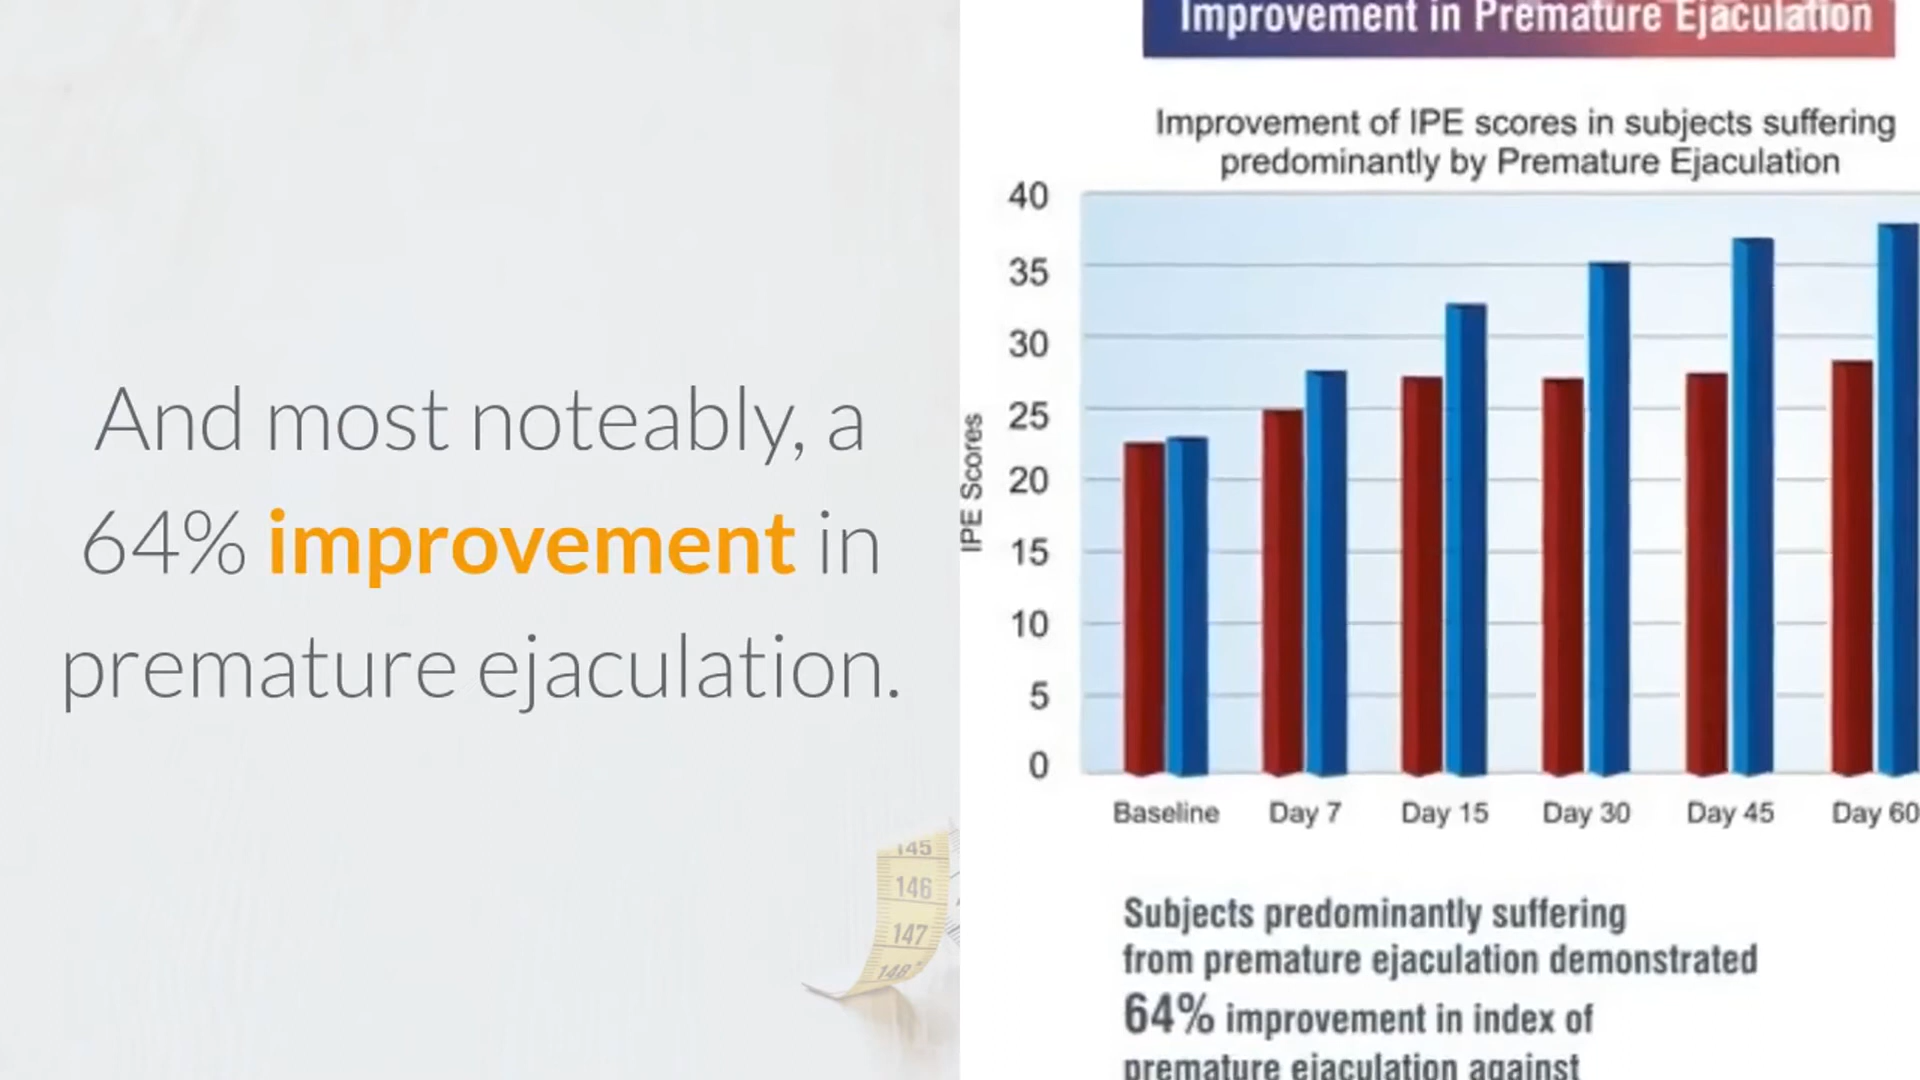 And most noteably, a
64% improvement in
premature ejaculation.
Improvement in Premature Ejaculation
Improvement of IPE scores in subjects suffering
predominantly by Premature Ejaculation
40
35
30
25
20
15
10
5
0
IPE Scores
Baseline Day 7 Day 15 Day 30 Day 45 Day 60
Subjects predominantly suffering
from premature ejaculation demonstrated
64% improvement in index of
premature ejaculation against
145
146
147
148